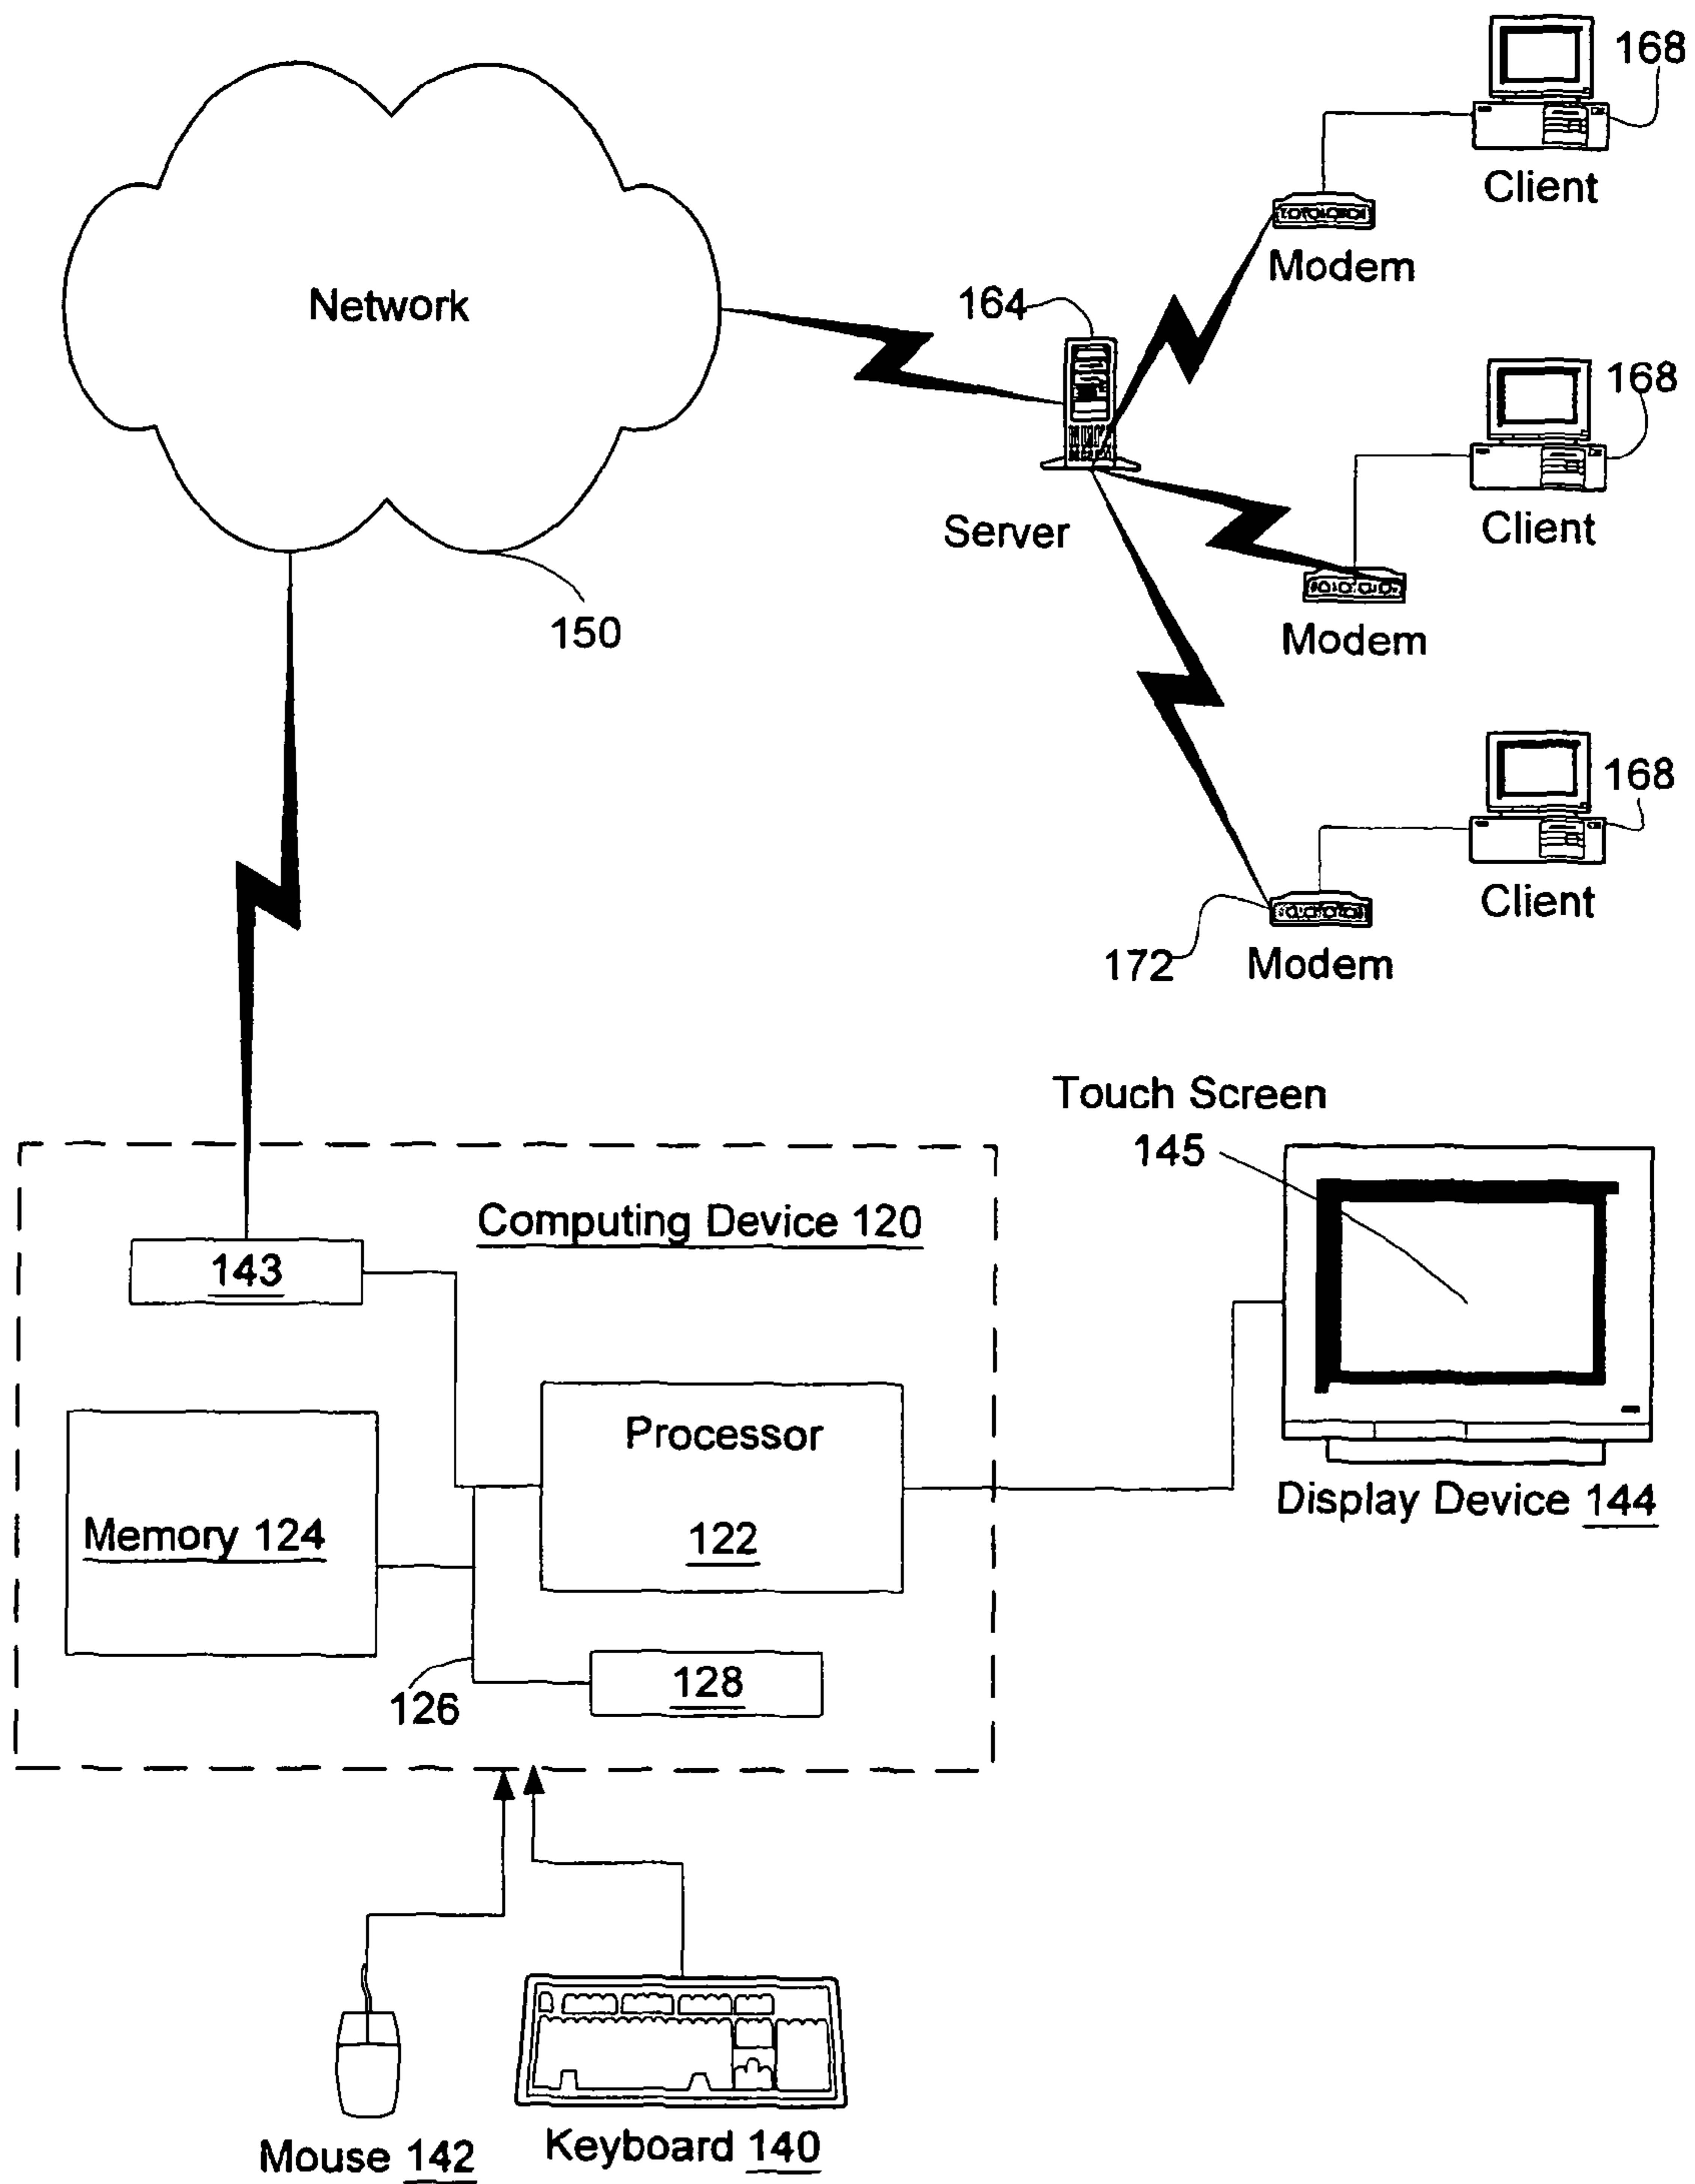 168
Client
Modem
Network
164
168
Server
Client
150
Modem
168
Client
172
Modem
Touch Screen
145
Computing Device 120
143
Processor
122
Memory 124
Display Device 144
128
126
Mouse 142
Keyboard 140